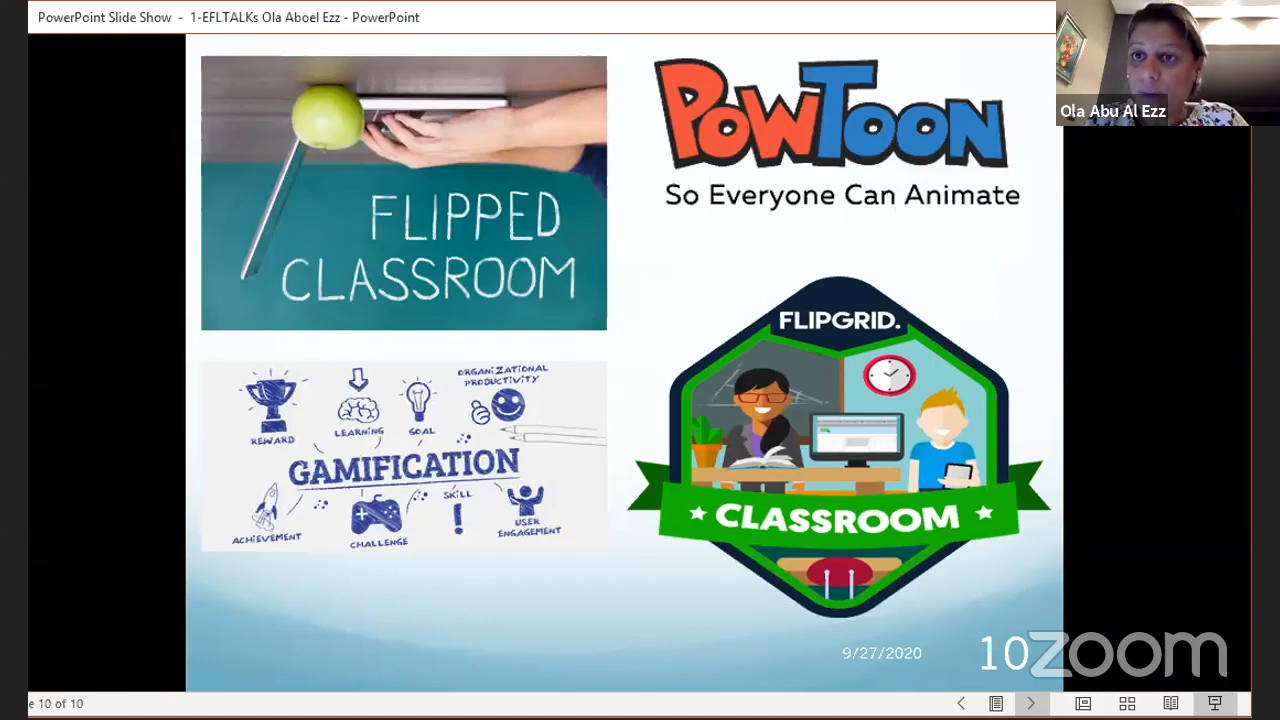 PowerPoint Slide Show - 1-EFLTALKs Ola Aboel Ezz - PowerPoint
Ola Abu Al Ezz
FLIPPED
CLASSROOM
POWTOON
So Everyone Can Animate
ORGANIZATIONAL
PRODUCTIVITY
REWARD
LEARNING
GOAL
GAMIFICATION
ACHIEVEMENT
CHALLENGE
SKILL
USER
ENGAGEMENT
FLIPGRID.
CLASSROOM
9/27/2020
10
zoom
e 10 of 10